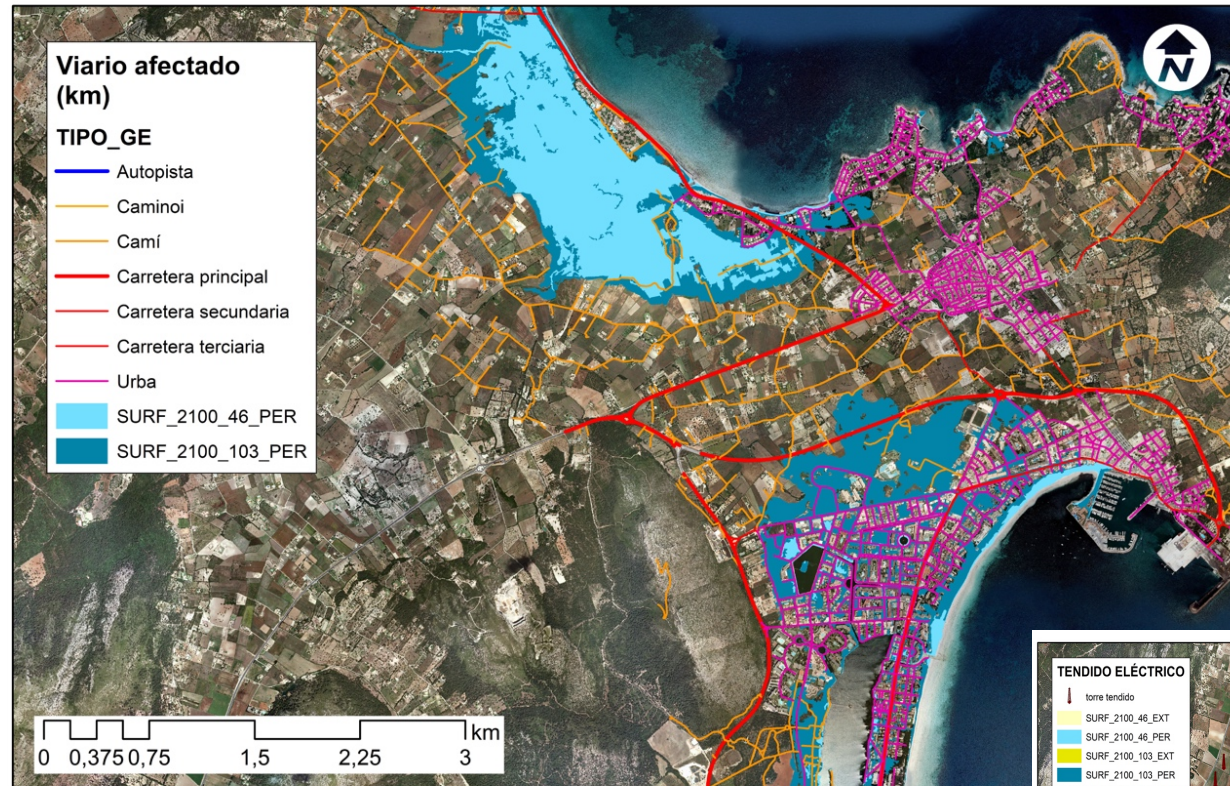 Viario afectado
(km)
TIPO_GE
Autopista
Caminoi
Camí
Carretera principal
Carretera secundaria
Carretera terciaria
Urba
SURF_2100_46_PER
SURF_2100_103_PER
N
km
0 0,375 0,75 1,5 2,25 3
TENDIDO ELÉCTRICO
torre tendido
SURF_2100_46_EXT
SURF_2100_46_PER
SURF_2100_103_EXT
SURF_2100_103_PER